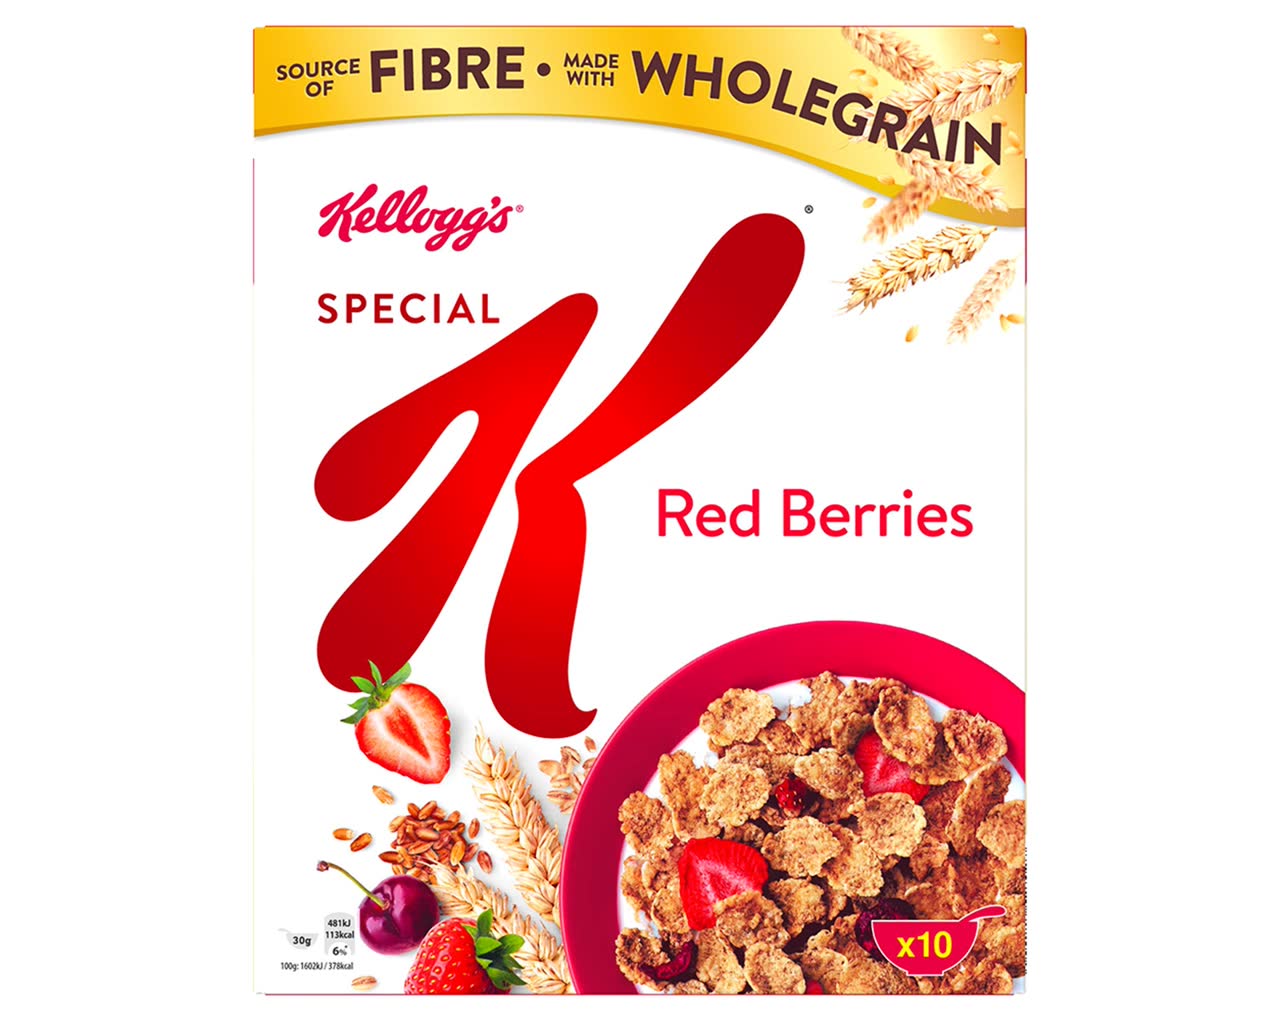 SOURCE OF FIBRE • MADE WITH WHOLEGRAIN
Kellogg's®
SPECIAL
K®
Red Berries
30g
481kJ
113kcal
6%*
100g: 1602kJ / 378kcal
x10